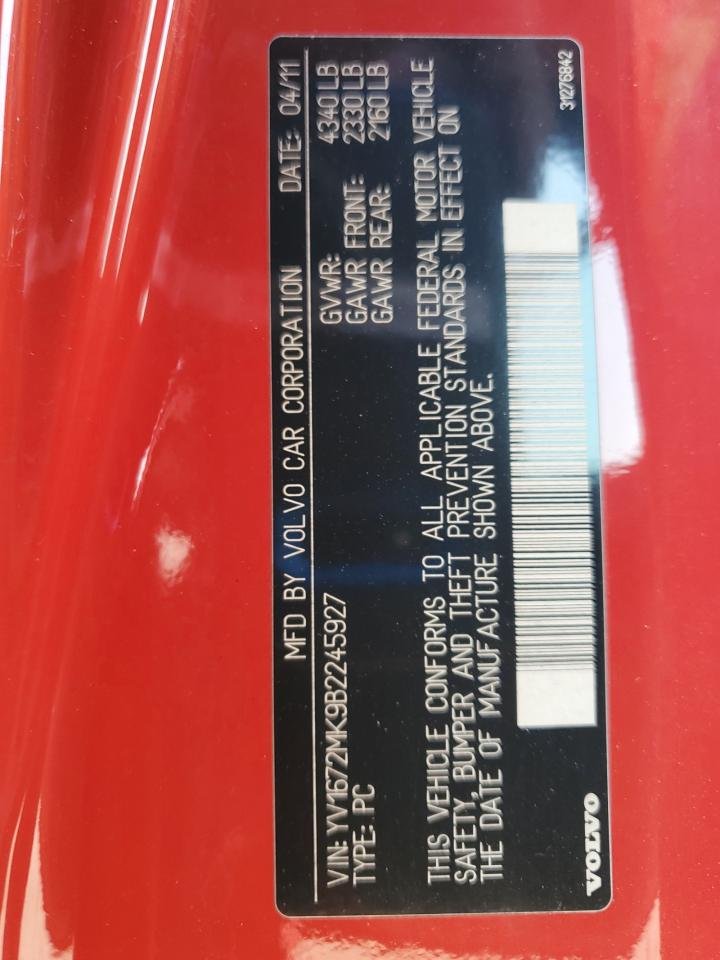 MFD BY VOLVO CAR CORPORATION DATE: 04/11
VIN: YV1672MK9B2245927 GVWR: 4340 LB
TYPE: PC GAWR FRONT: 2330 LB
GAWR REAR: 2160 LB
THIS VEHICLE CONFORMS TO ALL APPLICABLE FEDERAL MOTOR VEHICLE
SAFETY, BUMPER AND THEFT PREVENTION STANDARDS IN EFFECT ON
THE DATE OF MANUFACTURE SHOWN ABOVE.
VOLVO 31276842